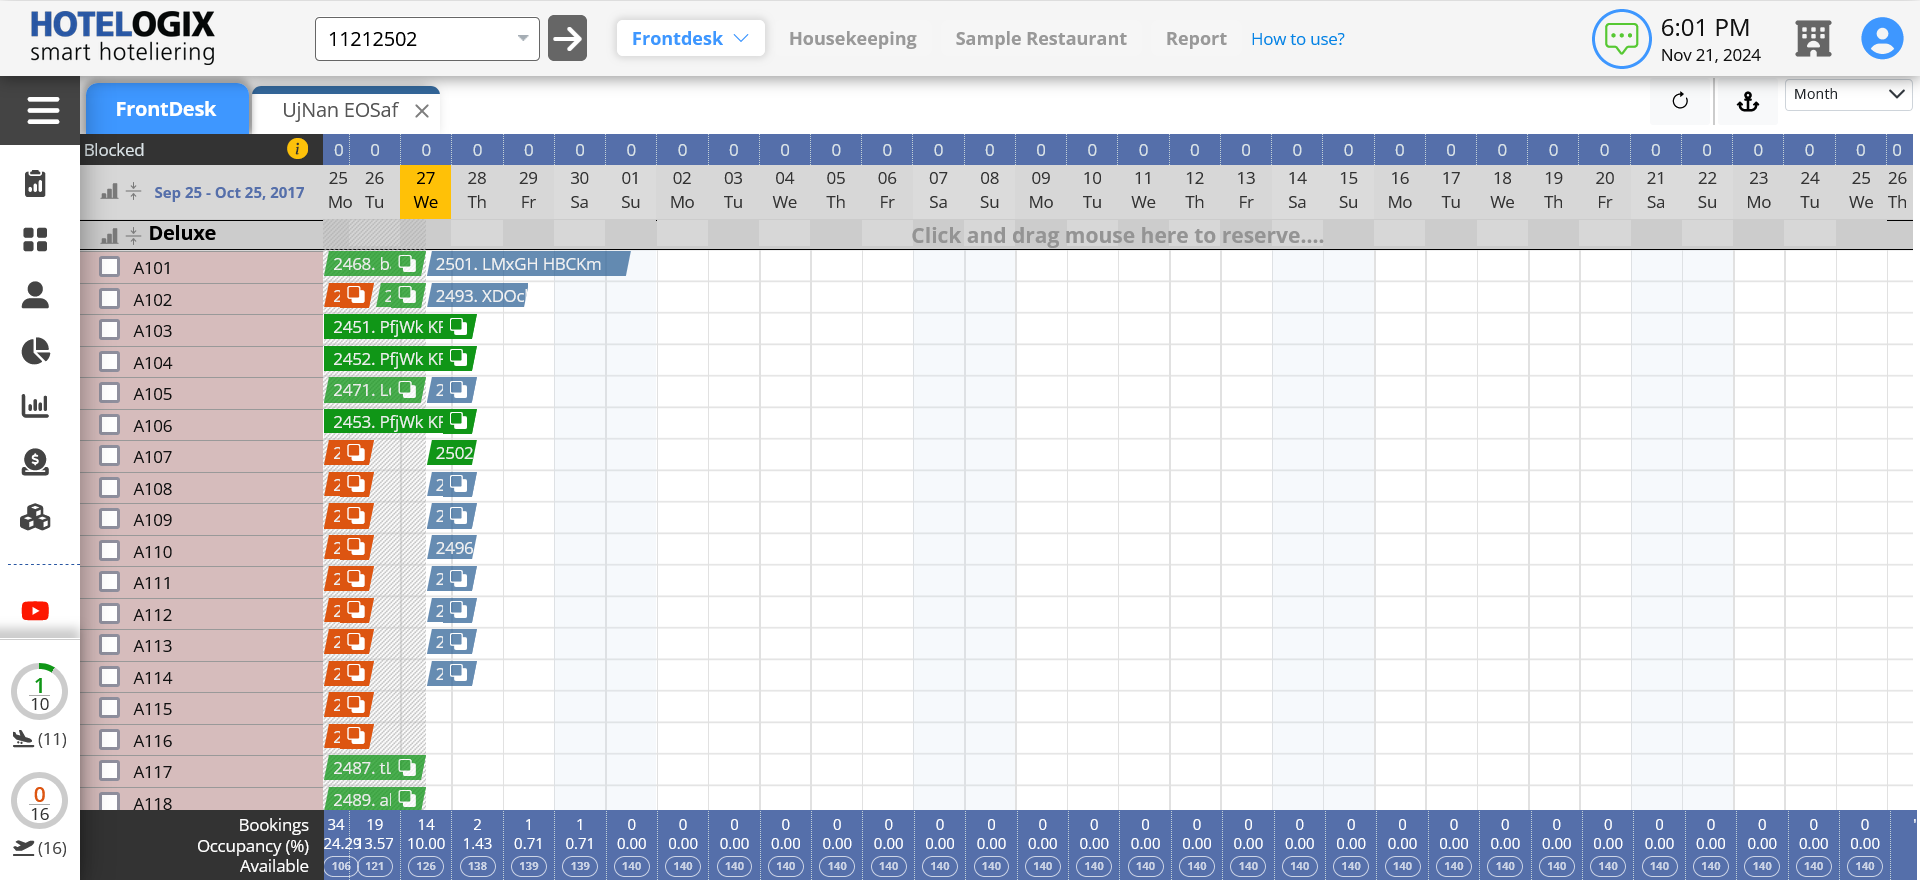 HOTELOGIX
smart hoteliering
11212502
Frontdesk
Housekeeping
Sample Restaurant
Report
How to use?
6:01 PM
Nov 21, 2024
FrontDesk
UjNan EOSaf
Month
Blocked
0 0 0 0 0 0 0 0 0 0 0 0 0 0 0 0 0 0 0 0 0 0 0 0 0 0 0 0 0 0 0 0
Sep 25 - Oct 25, 2017
25 26 27 28 29 30 01 02 03 04 05 06 07 08 09 10 11 12 13 14 15 16 17 18 19 20 21 22 23 24 25 26
Mo Tu We Th Fr Sa Su Mo Tu We Th Fr Sa Su Mo Tu We Th Fr Sa Su Mo Tu We Th Fr Sa Su Mo Tu We Th
Deluxe
Click and drag mouse here to reserve....
A101 2468. b 2501. LMxGH HBCKm
A102 2 2 2493. XDOc
A103 2451. PfjWk KF
A104 2452. PfjWk KF
A105 2471. L 2
A106 2453. PfjWk KF
A107 2 2502
A108 2 2
A109 2 2
A110 2 2496
A111 2 2
A112 2 2
A113 2 2
A114 2 2
A115 2
A116 2
A117 2487. tl
A118 2489. al
1
10
(11)
0
16
(16)
Bookings 34 19 14 2 1 1 0 0 0 0 0 0 0 0 0 0 0 0 0 0 0 0 0 0 0 0 0 0 0 0 0
Occupancy (%) 24.29 13.57 10.00 1.43 0.71 0.71 0.00 0.00 0.00 0.00 0.00 0.00 0.00 0.00 0.00 0.00 0.00 0.00 0.00 0.00 0.00 0.00 0.00 0.00 0.00 0.00 0.00 0.00 0.00 0.00 0.00
Available 106 121 126 138 139 139 140 140 140 140 140 140 140 140 140 140 140 140 140 140 140 140 140 140 140 140 140 140 140 140 140